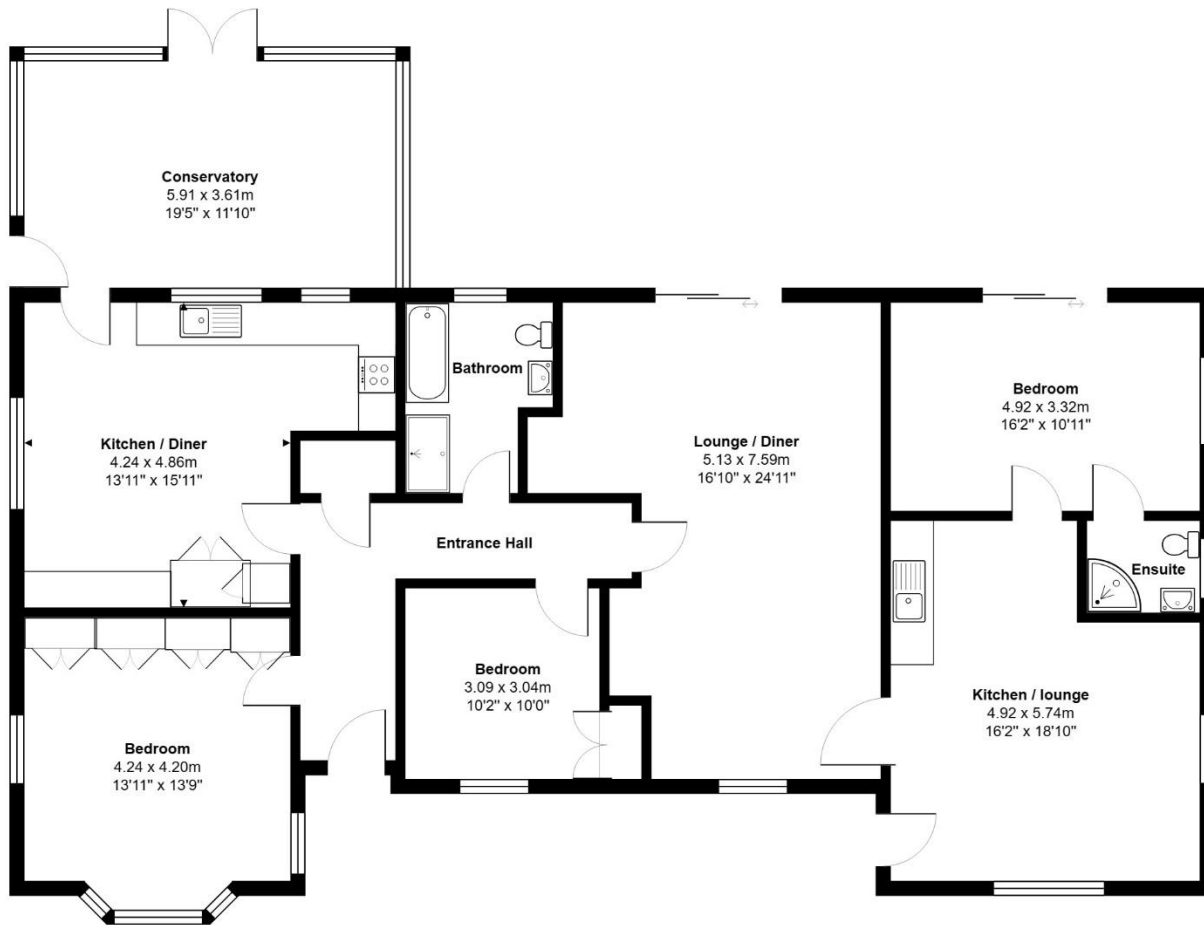 Conservatory
5.91 x 3.61m
19'5" x 11'10"
Bathroom
Kitchen / Diner
4.24 x 4.86m
13'11" x 15'11"
Lounge / Diner
5.13 x 7.59m
16'10" x 24'11"
Bedroom
4.92 x 3.32m
16'2" x 10'11"
Entrance Hall
Ensuite
Bedroom
3.09 x 3.04m
10'2" x 10'0"
Kitchen / lounge
4.92 x 5.74m
16'2" x 18'10"
Bedroom
4.24 x 4.20m
13'11" x 13'9"